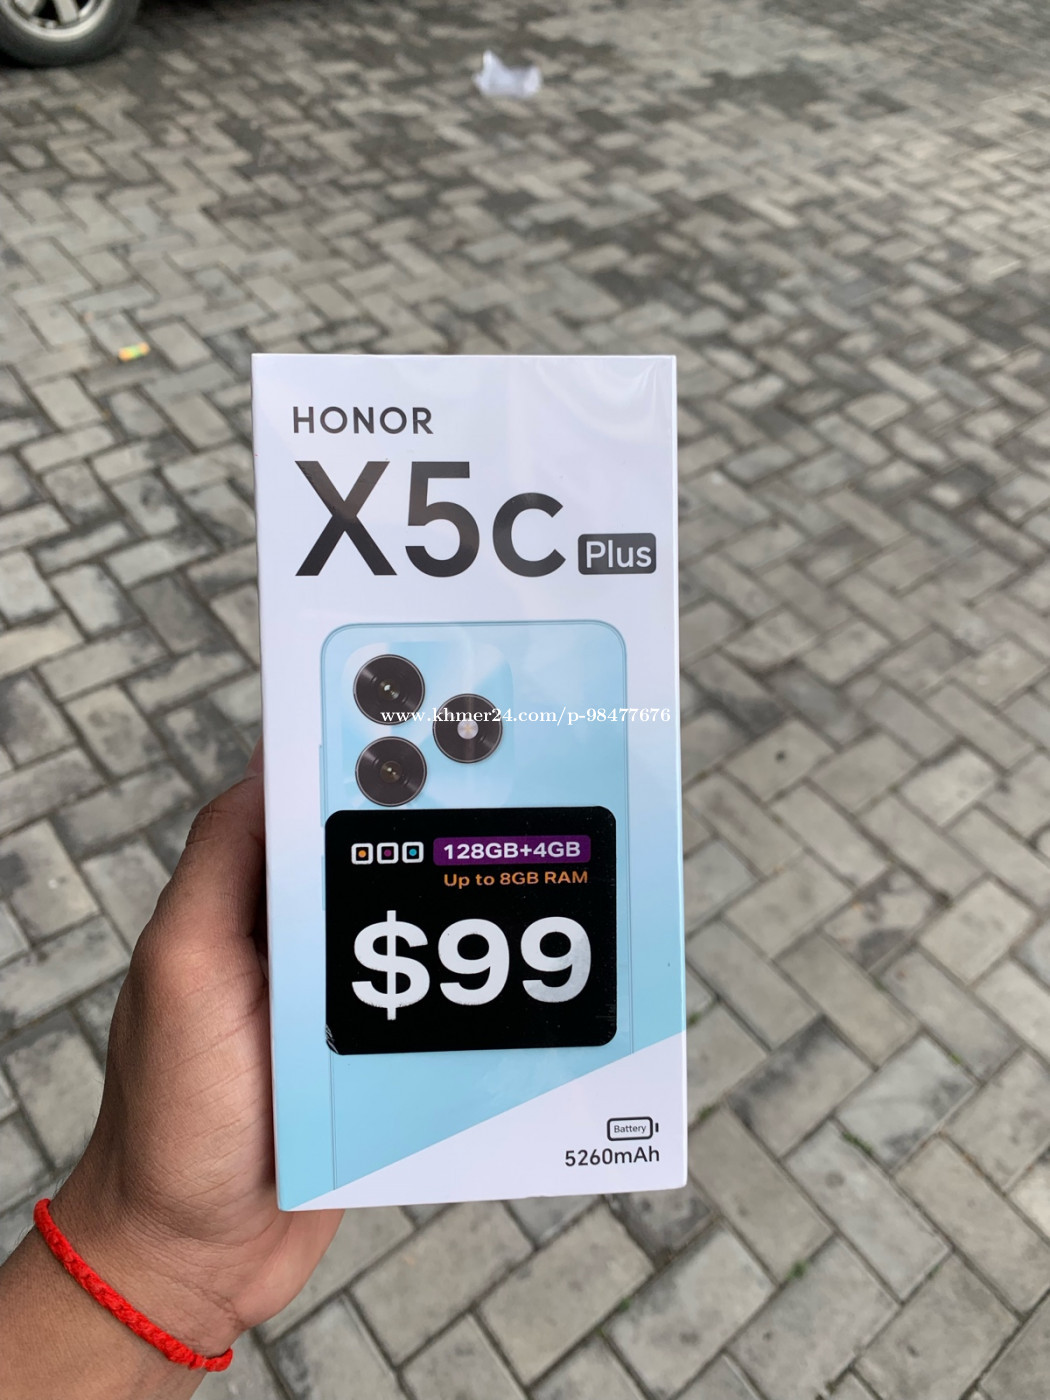 HONOR
X5c Plus
www.khmer24.com/p-98477676
128GB+4GB
Up to 8GB RAM
$99
Battery
5260mAh